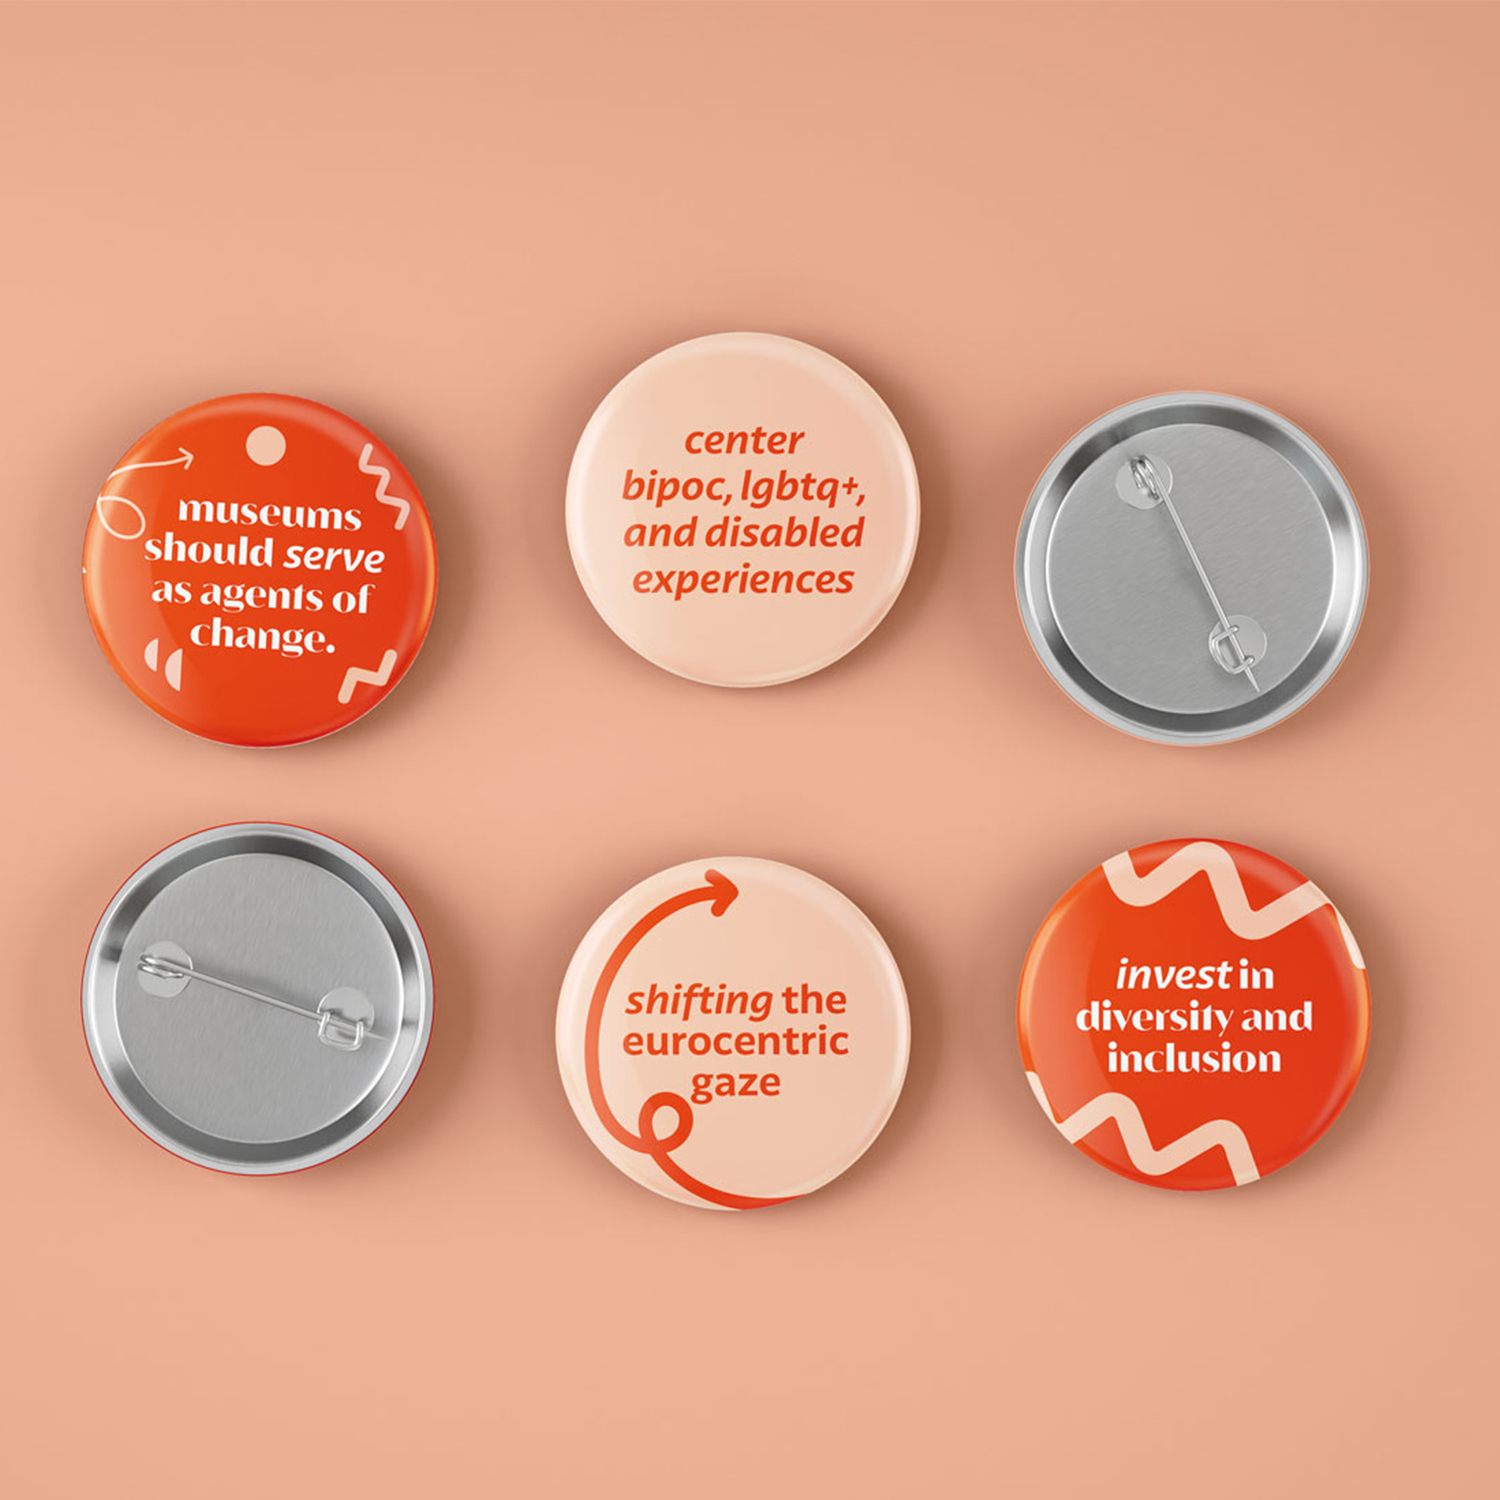 museums
should serve
as agents of
change.
center
bipoc, lgbtq+,
and disabled
experiences
shifting the
eurocentric
gaze
invest in
diversity and
inclusion